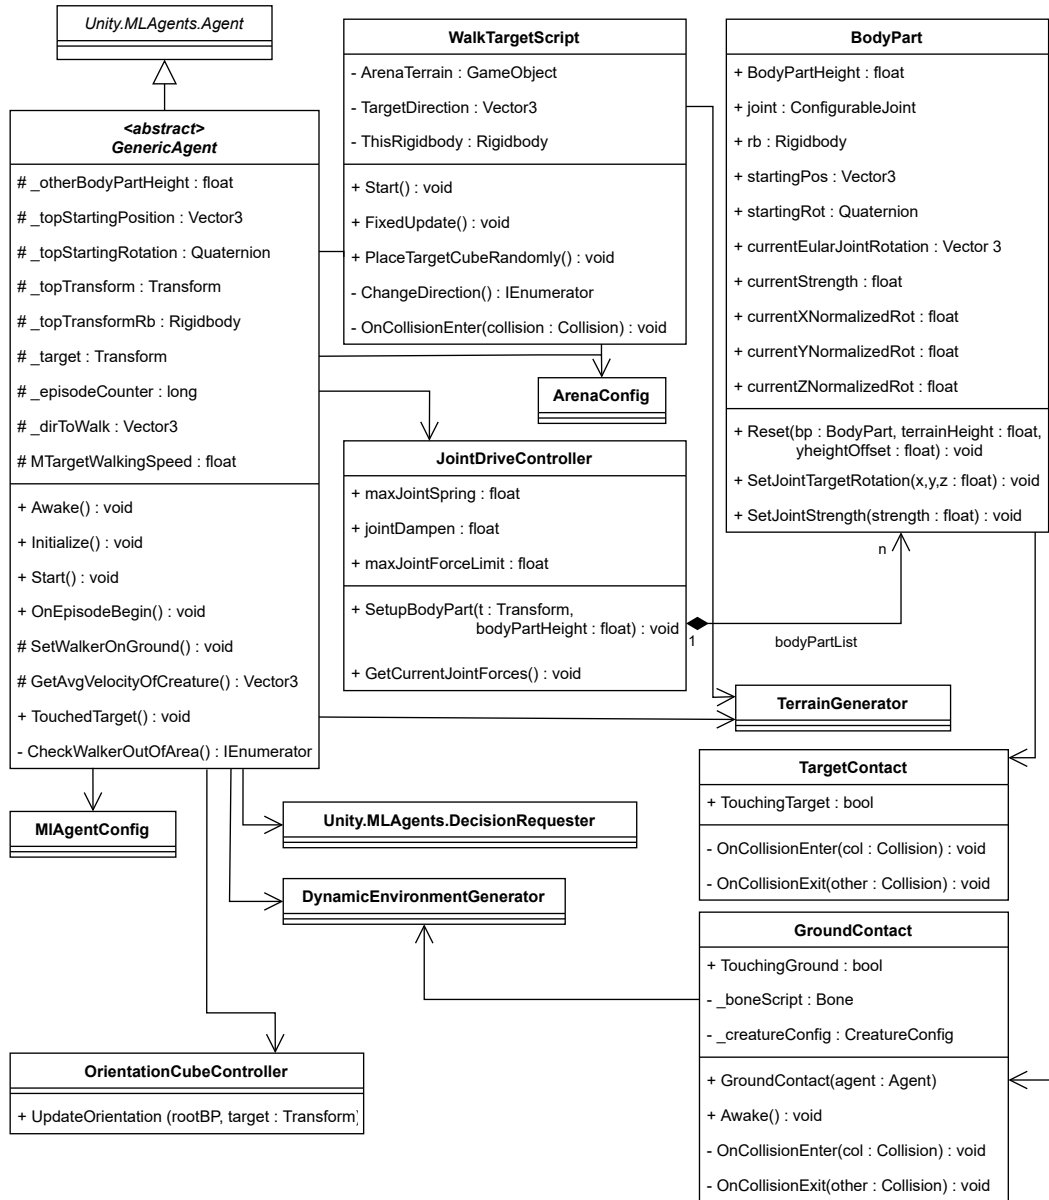 Unity.MLAgents.Agent
<abstract>
GenericAgent
# _otherBodyPartHeight : float
# _topStartingPosition : Vector3
# _topStartingRotation : Quaternion
# _topTransform : Transform
# _topTransformRb : Rigidbody
# _target : Transform
# _episodeCounter : long
# _dirToWalk : Vector3
# MTargetWalkingSpeed : float
+ Awake() : void
+ Initialize() : void
+ Start() : void
+ OnEpisodeBegin() : void
# SetWalkerOnGround() : void
# GetAvgVelocityOfCreature() : Vector3
+ TouchedTarget() : void
- CheckWalkerOutOfArea() : IEnumerator
WalkTargetScript
- ArenaTerrain : GameObject
- TargetDirection : Vector3
- ThisRigidbody : Rigidbody
+ Start() : void
+ FixedUpdate() : void
+ PlaceTargetCubeRandomly() : void
- ChangeDirection() : IEnumerator
- OnCollisionEnter(collision : Collision) : void
BodyPart
+ BodyPartHeight : float
+ joint : ConfigurableJoint
+ rb : Rigidbody
+ startingPos : Vector3
+ startingRot : Quaternion
+ currentEularJointRotation : Vector 3
+ currentStrength : float
+ currentXNormalizedRot : float
+ currentYNormalizedRot : float
+ currentZNormalizedRot : float
+ Reset(bp : BodyPart, terrainHeight : float,
yheightOffset : float) : void
+ SetJointTargetRotation(x,y,z : float) : void
+ SetJointStrength(strength : float) : void
ArenaConfig
JointDriveController
+ maxJointSpring : float
+ jointDampen : float
+ maxJointForceLimit : float
+ SetupBodyPart(t : Transform,
bodyPartHeight : float) : void
+ GetCurrentJointForces() : void
n
1
bodyPartList
TerrainGenerator
TargetContact
+ TouchingTarget : bool
- OnCollisionEnter(col : Collision) : void
- OnCollisionExit(other : Collision) : void
MlAgentConfig
Unity.MLAgents.DecisionRequester
DynamicEnvironmentGenerator
GroundContact
+ TouchingGround : bool
- _boneScript : Bone
- _creatureConfig : CreatureConfig
+ GroundContact(agent : Agent)
+ Awake() : void
- OnCollisionEnter(col : Collision) : void
- OnCollisionExit(other : Collision) : void
OrientationCubeController
+ UpdateOrientation (rootBP, target : Transform)